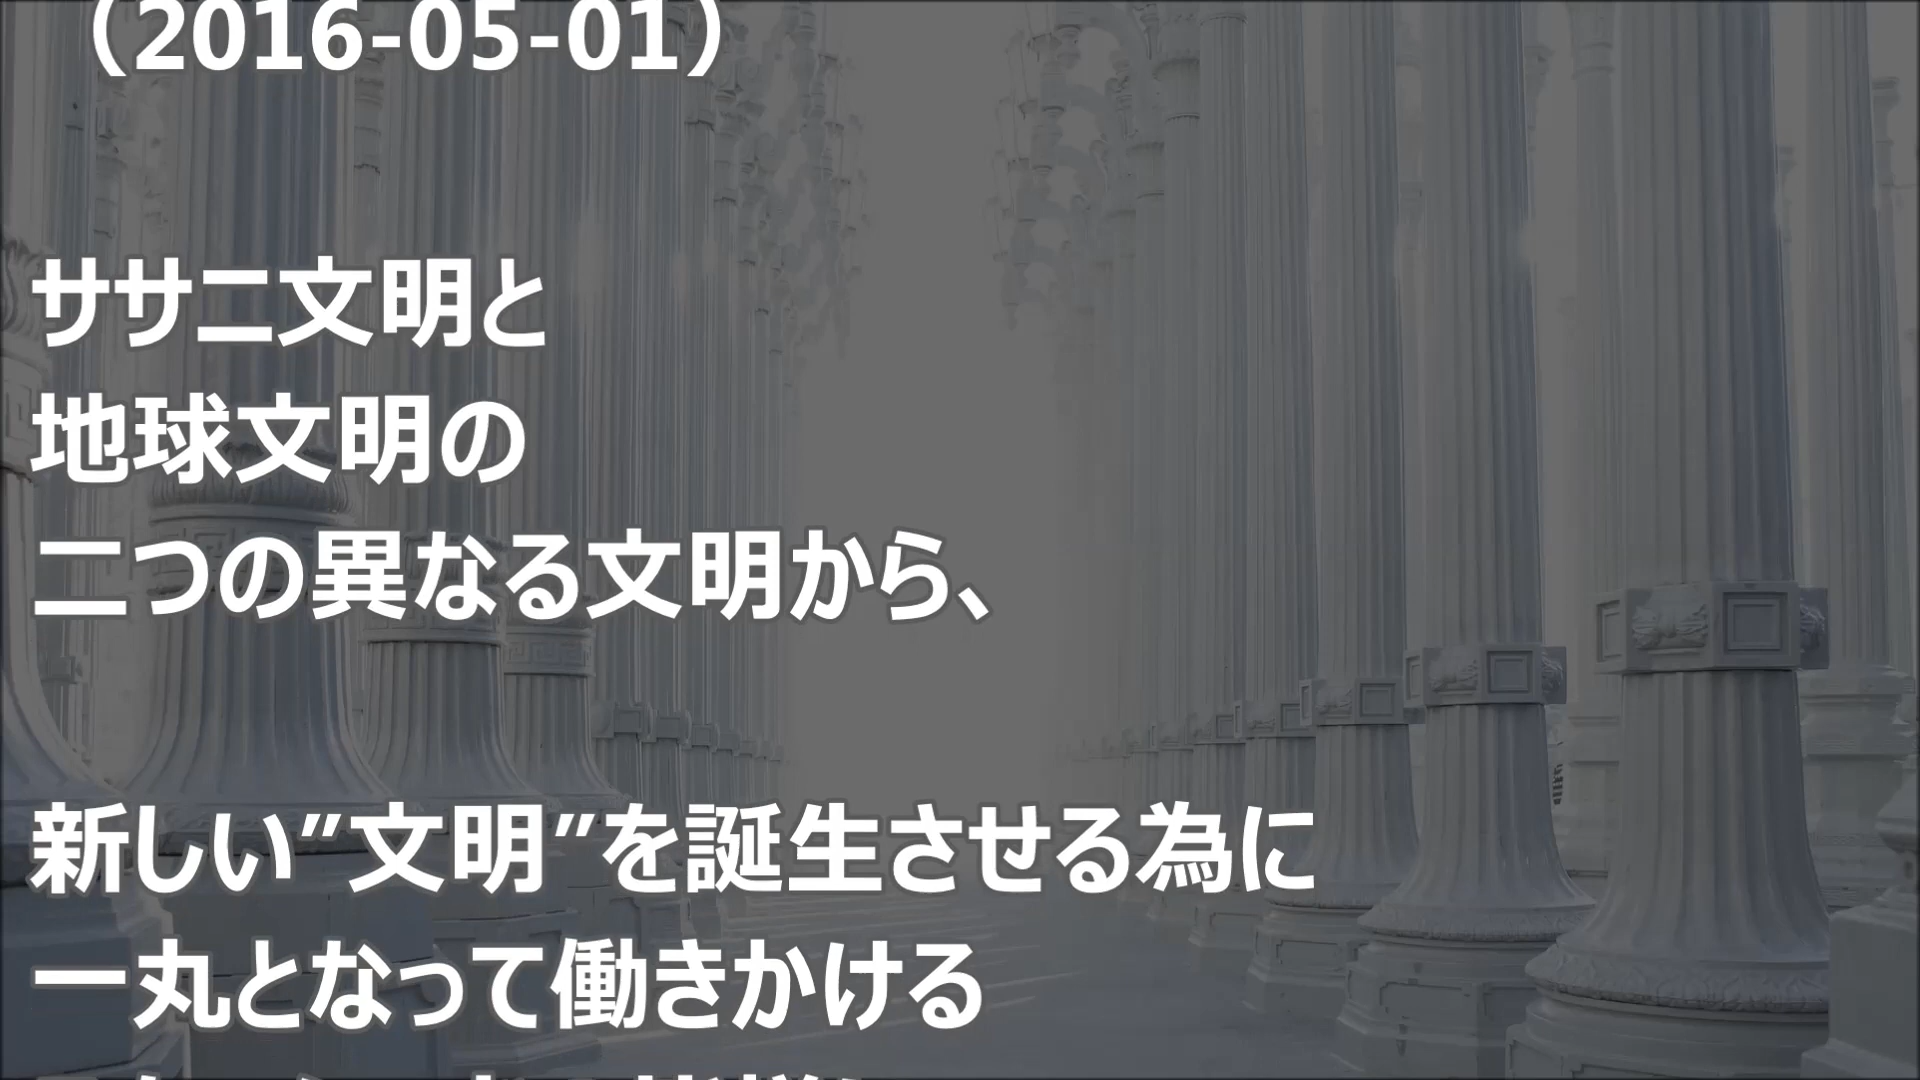 （2016-05-01）
ササニ文明と
地球文明の
二つの異なる文明から、
新しい”文明”を誕生させる為に
一丸となって働きかける